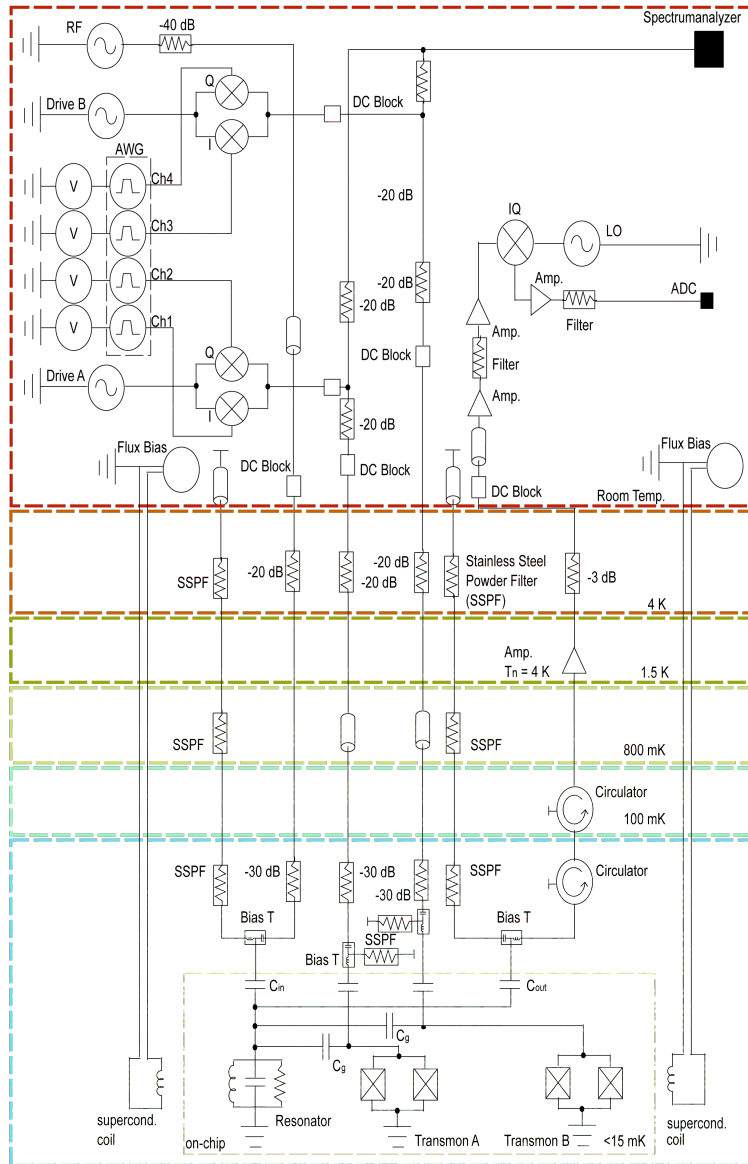 Spectrumanalyzer
RF
-40 dB
Q
Drive B
DC Block
I
AWG
V
Ch4
V
Ch3
V
Ch2
V
Ch1
-20 dB
-20 dB
-20 dB
IQ
LO
Amp.
ADC
Filter
Amp.
Filter
Amp.
DC Block
Q
Drive A
I
-20 dB
DC Block
DC Block
DC Block
Flux Bias
Flux Bias
Room Temp.
SSPF
-20 dB
-20 dB
-20 dB
Stainless Steel
Powder Filter
(SSPF)
-3 dB
4 K
Amp.
Tn = 4 K
1.5 K
SSPF
SSPF
800 mK
Circulator
100 mK
SSPF
-30 dB
-30 dB
-30 dB
SSPF
Circulator
Bias T
SSPF
Bias T
Bias T
Cin
Cout
Cg
Cg
Resonator
Transmon A
Transmon B
<15 mK
on-chip
supercond.
coil
supercond.
coil